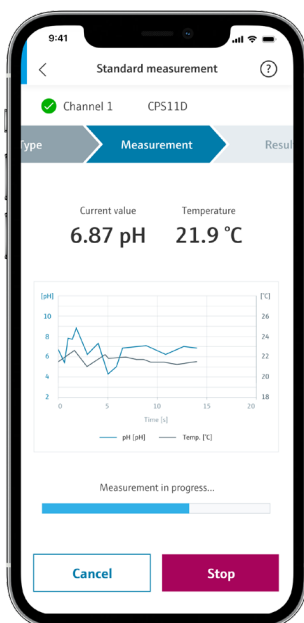 9:41
Standard measurement ?
Channel 1 CPS11D
ype Measurement Resul
Current value Temperature
6.87 pH 21.9 °C
[pH] [°C]
10 26
8 24
6 22
4 20
2 18
0 5 10 15 20
Time [s]
pH [pH] Temp. [°C]
Measurement in progress...
Cancel Stop